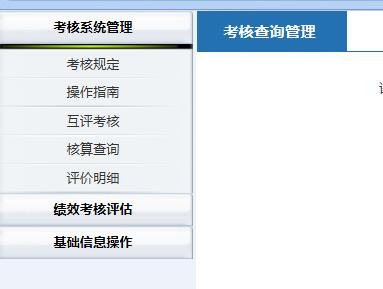 考核系统管理
考核查询管理
考核规定
操作指南
互评考核
核算查询
评价明细
绩效考核评估
基础信息操作